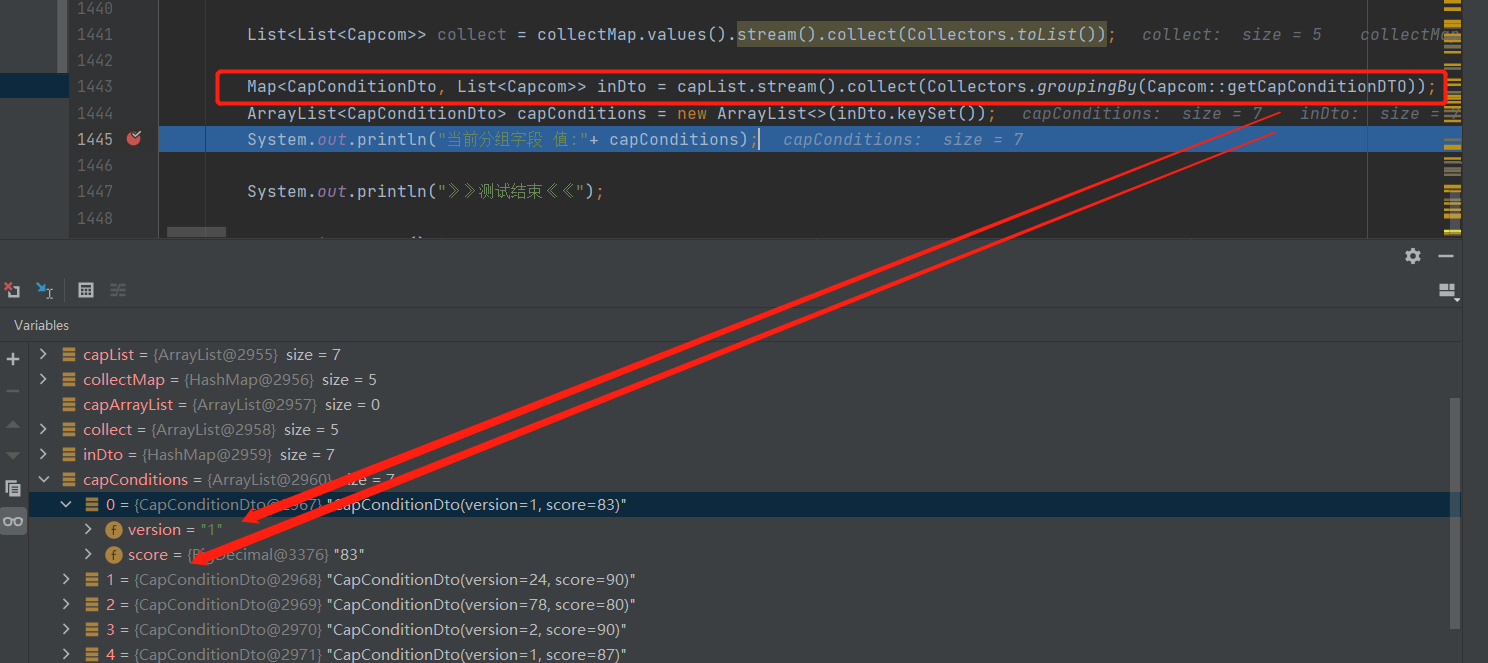 1440
1441 List<List<Capcom>> collect = collectMap.values().stream().collect(Collectors.toList()); collect: size = 5 collectMap
1442
1443 Map<CapConditionDto, List<Capcom>> inDto = capList.stream().collect(Collectors.groupingBy(Capcom::getCapConditionDTO));
1444 ArrayList<CapConditionDto> capConditions = new ArrayList<>(inDto.keySet()); capConditions: size = 7 inDto: size = 7
1445 System.out.println("当前分组字段 值:"+ capConditions); capConditions: size = 7
1446
1447 System.out.println("》》测试结束《《");
1448
Variables
capList = {ArrayList@2955} size = 7
collectMap = {HashMap@2956} size = 5
capArrayList = {ArrayList@2957} size = 0
collect = {ArrayList@2958} size = 5
inDto = {HashMap@2959} size = 7
capConditions = {ArrayList@2960} size = 7
0 = {CapConditionDto@2967} "CapConditionDto(version=1, score=83)"
f version = "1"
f score = {BigDecimal@3376} "83"
1 = {CapConditionDto@2968} "CapConditionDto(version=24, score=90)"
2 = {CapConditionDto@2969} "CapConditionDto(version=78, score=80)"
3 = {CapConditionDto@2970} "CapConditionDto(version=2, score=90)"
4 = {CapConditionDto@2971} "CapConditionDto(version=1, score=87)"